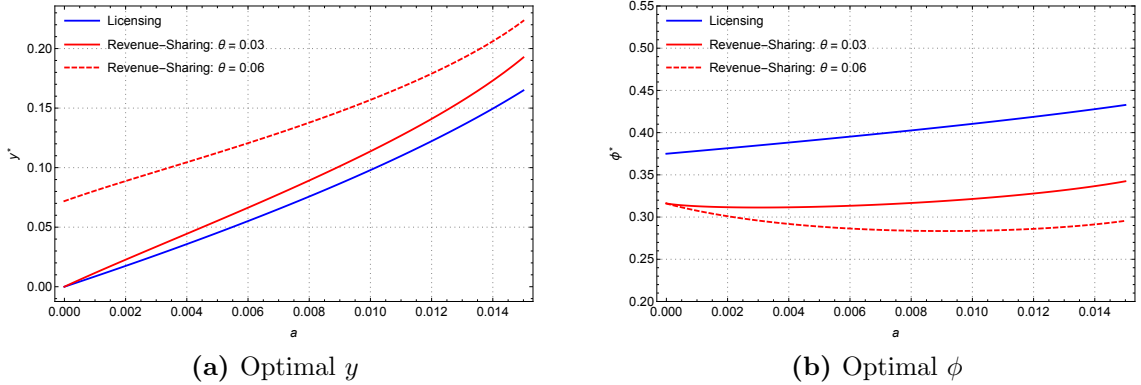 Licensing
Revenue-Sharing: θ = 0.03
Revenue-Sharing: θ = 0.06
0.20
0.15
0.10
0.05
0.00
y*
0.000 0.002 0.004 0.006 0.008 0.010 0.012 0.014
a
(a) Optimal y
Licensing
Revenue-Sharing: θ = 0.03
Revenue-Sharing: θ = 0.06
0.55
0.50
0.45
0.40
0.35
0.30
0.25
0.20
ϕ*
0.000 0.002 0.004 0.006 0.008 0.010 0.012 0.014
a
(b) Optimal ϕ